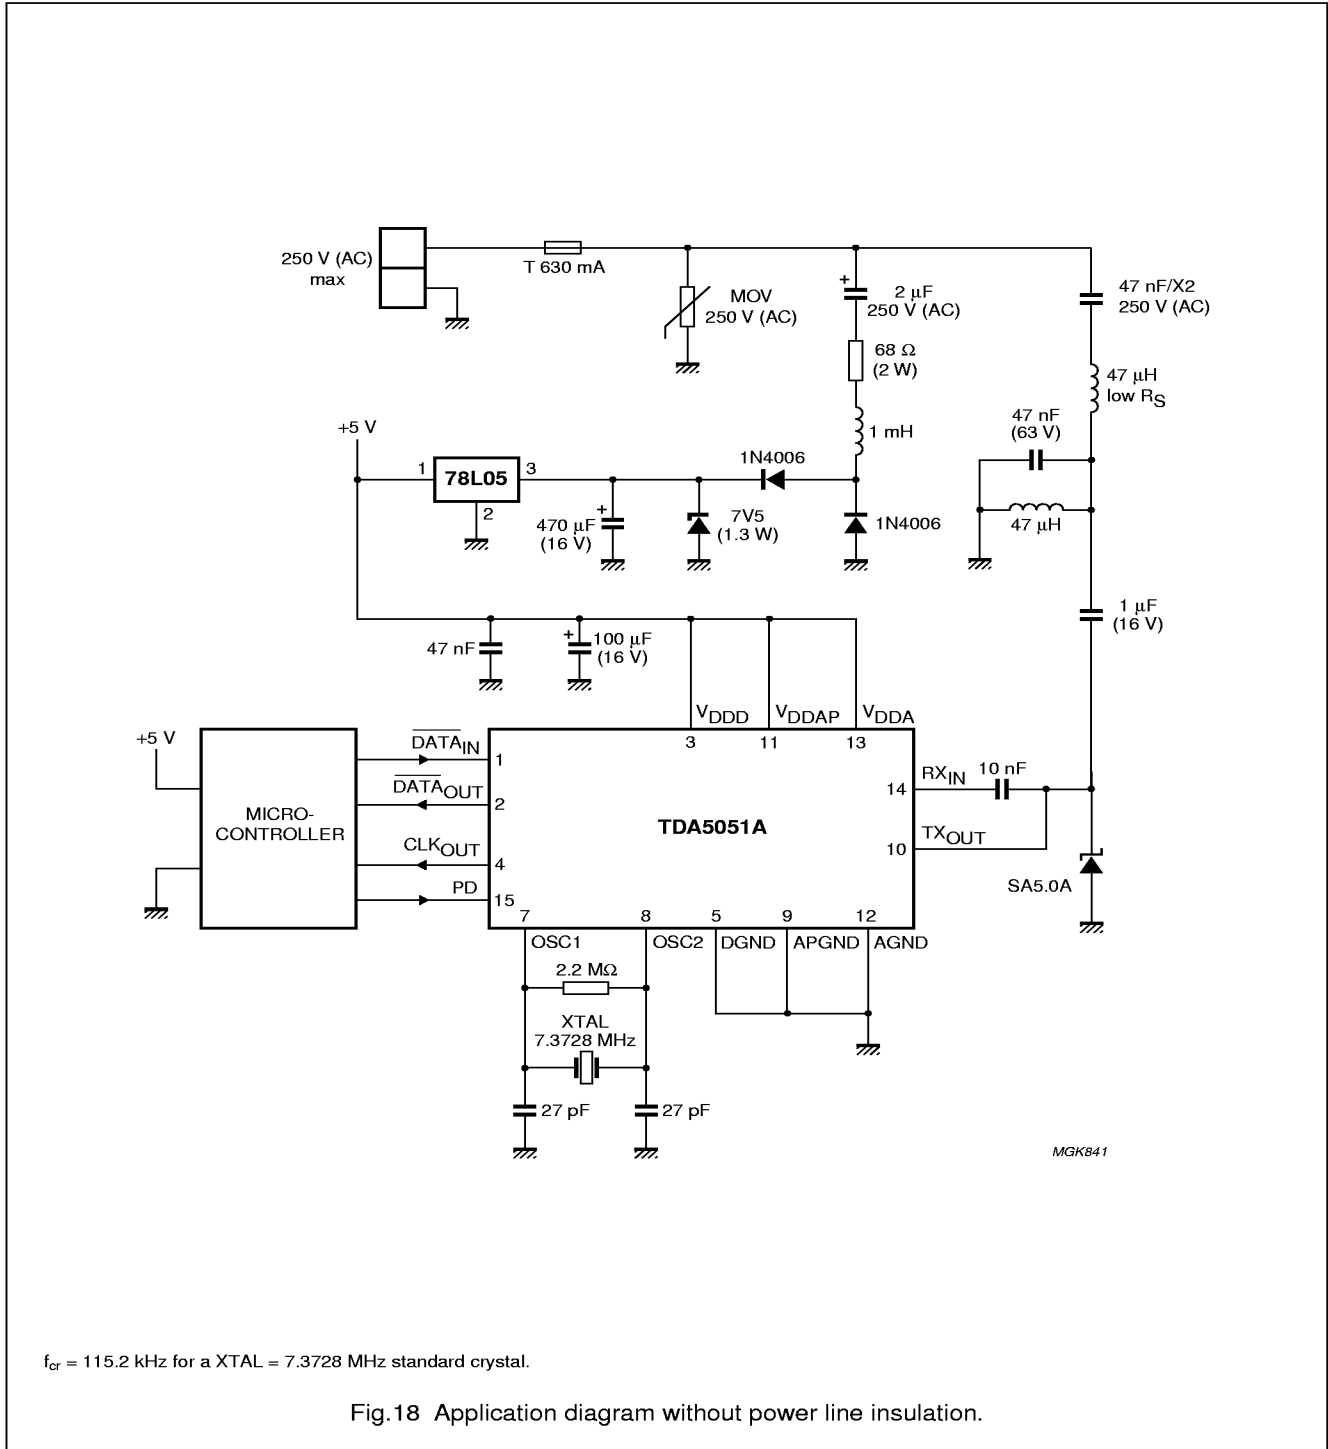 250 V (AC)
max
T 630 mA
MOV
250 V (AC)
+
2 μF
250 V (AC)
68 Ω
(2 W)
1 mH
47 nF/X2
250 V (AC)
47 μH
low RS
47 nF
(63 V)
47 μH
1 μF
(16 V)
+5 V
1
78L05
3
2
+
470 μF
(16 V)
7V5
(1.3 W)
1N4006
1N4006
47 nF
+
100 μF
(16 V)
VDDD
VDDAP
VDDA
3
11
13
+5 V
MICRO-
CONTROLLER
DATAIN
1
DATAOUT
2
CLKOUT
4
PD
15
TDA5051A
14
RXIN
10 nF
10
TXOUT
SA5.0A
7
8
5
9
12
OSC1
OSC2
DGND
APGND
AGND
2.2 MΩ
XTAL
7.3728 MHz
27 pF
27 pF
MGK841
fcr = 115.2 kHz for a XTAL = 7.3728 MHz standard crystal.
Fig.18 Application diagram without power line insulation.